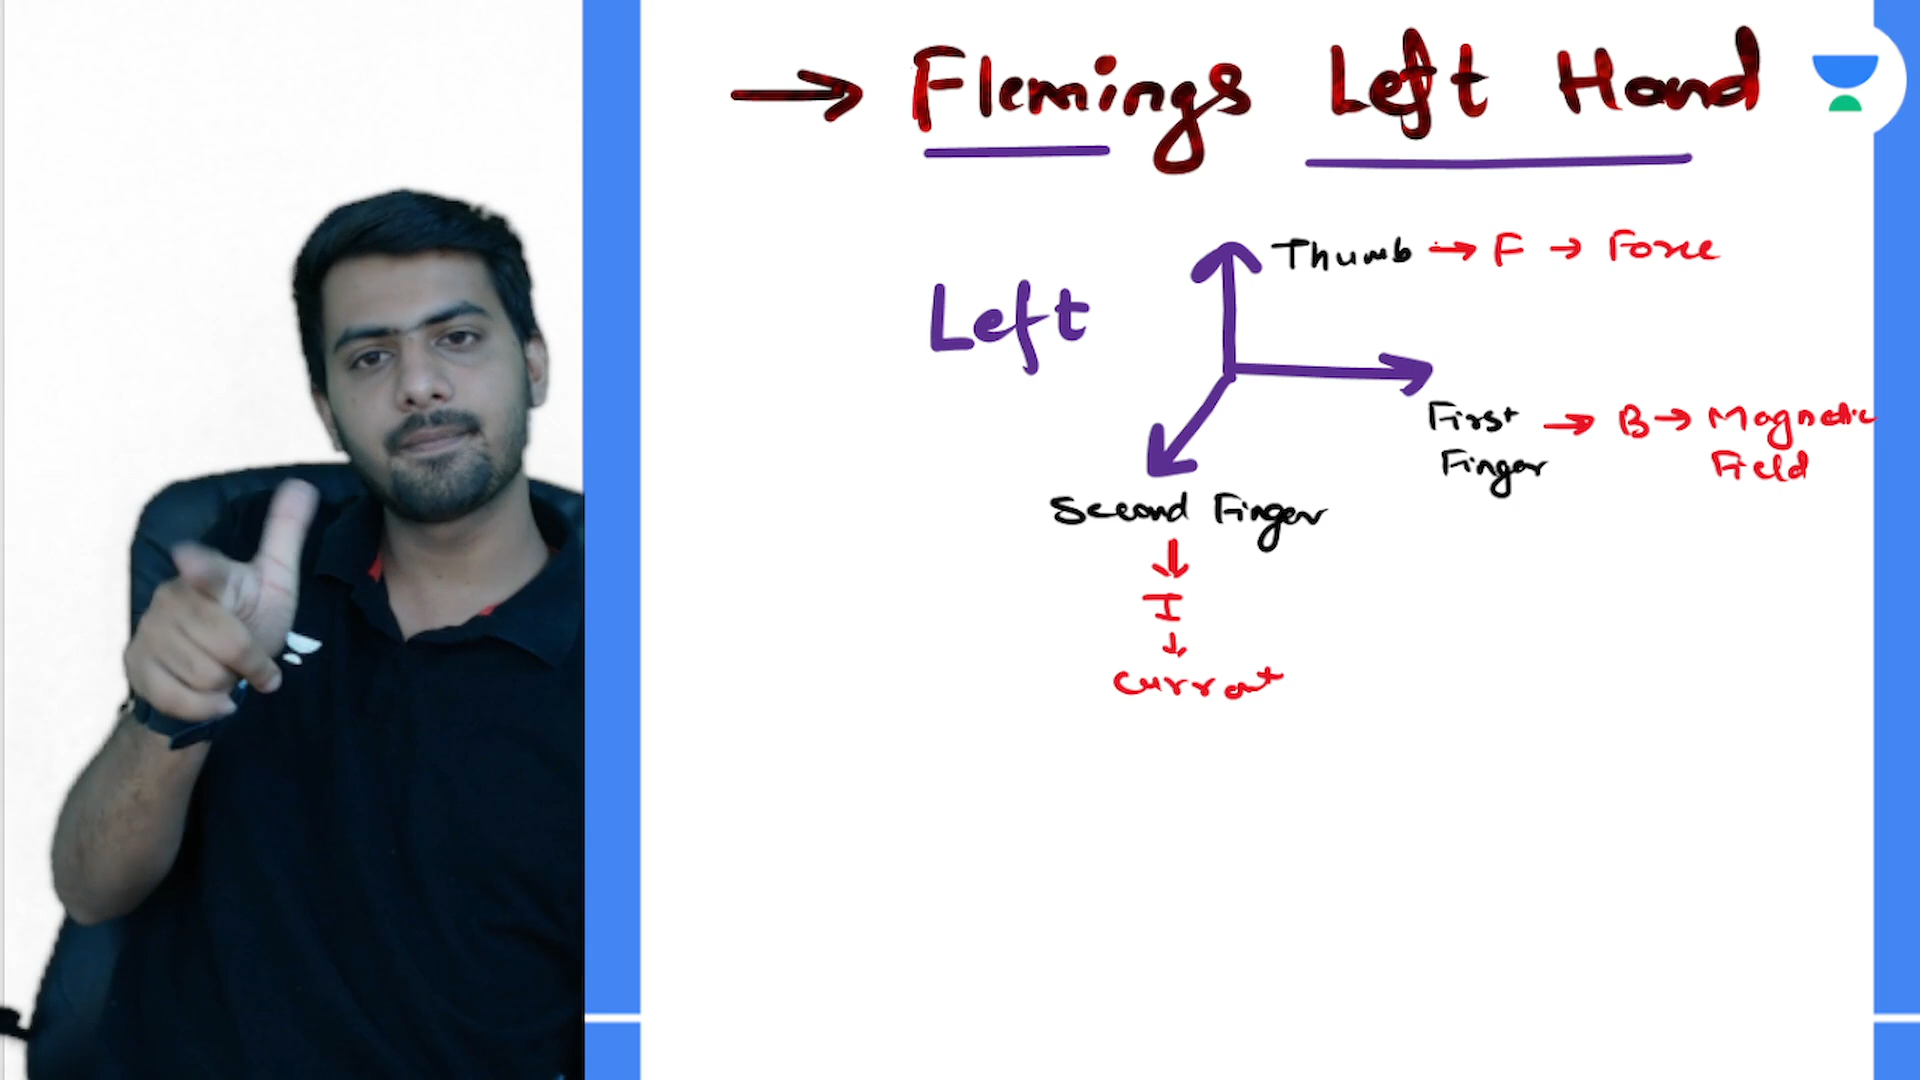 → Flemings Left Hand
Thumb → F → Force
Left
First → B → Magnetic
Finger Field
Second Finger
↓
I
↓
Current